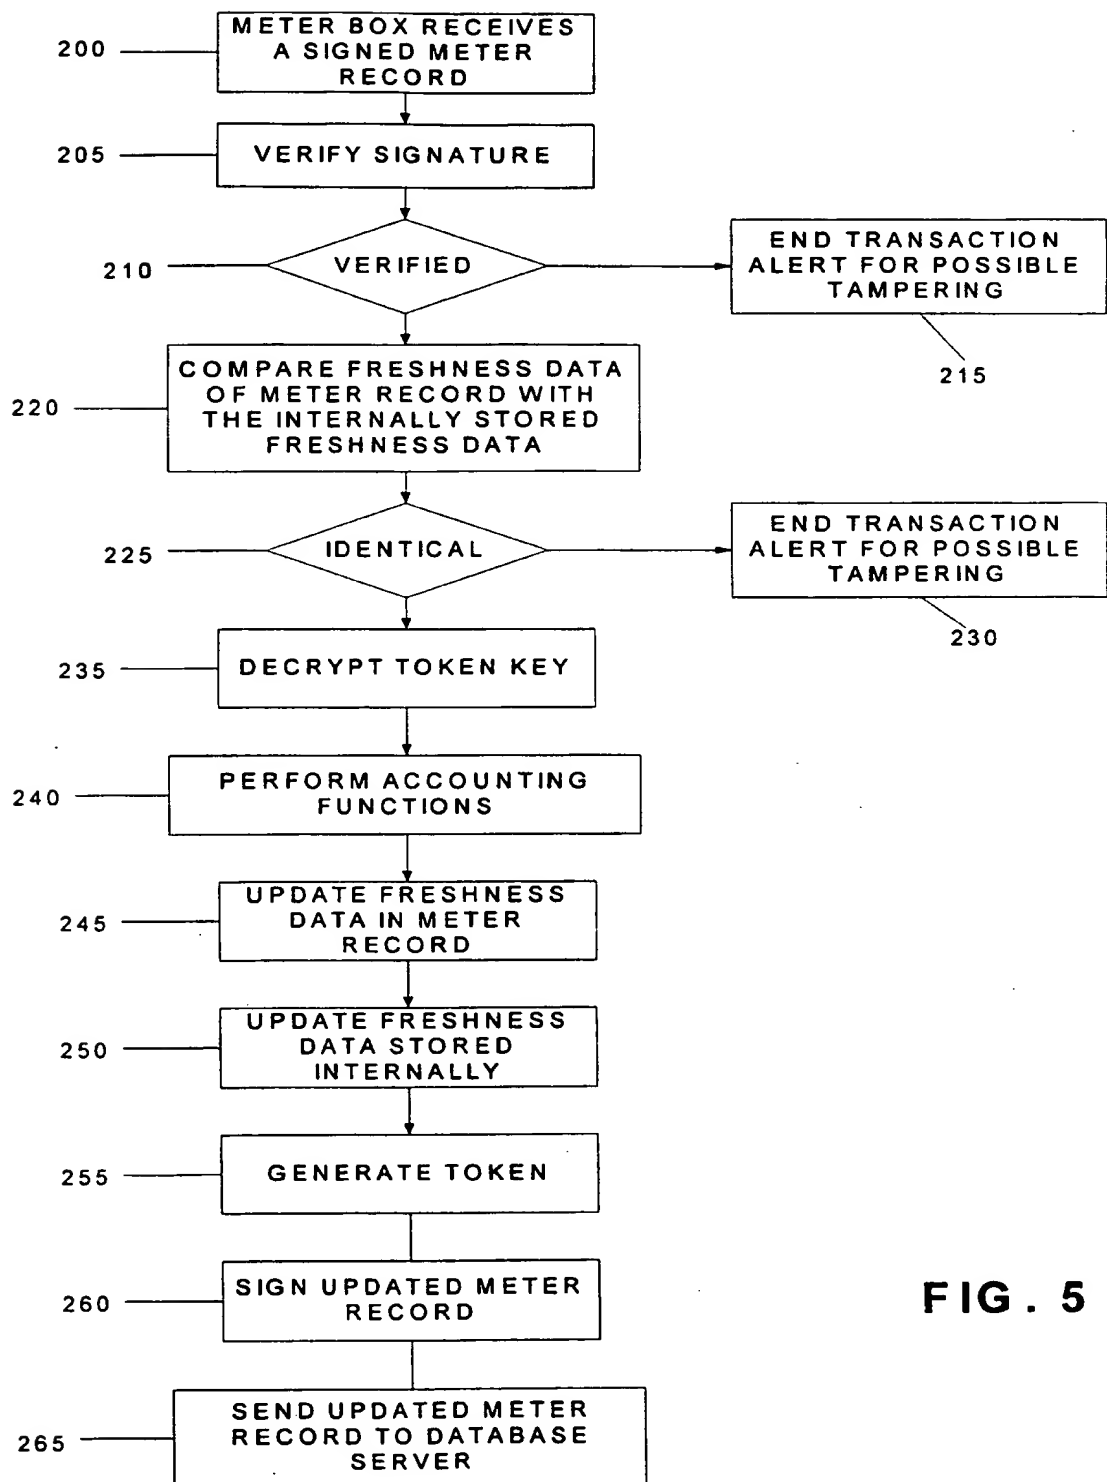 METER BOX RECEIVES
A SIGNED METER
RECORD
200
205
VERIFY SIGNATURE
210
VERIFIED
END TRANSACTION
ALERT FOR POSSIBLE
TAMPERING
215
220
COMPARE FRESHNESS DATA
OF METER RECORD WITH
THE INTERNALLY STORED
FRESHNESS DATA
225
IDENTICAL
END TRANSACTION
ALERT FOR POSSIBLE
TAMPERING
230
235
DECRYPT TOKEN KEY
240
PERFORM ACCOUNTING
FUNCTIONS
245
UPDATE FRESHNESS
DATA IN METER
RECORD
250
UPDATE FRESHNESS
DATA STORED
INTERNALLY
255
GENERATE TOKEN
260
SIGN UPDATED METER
RECORD
FIG. 5
265
SEND UPDATED METER
RECORD TO DATABASE
SERVER